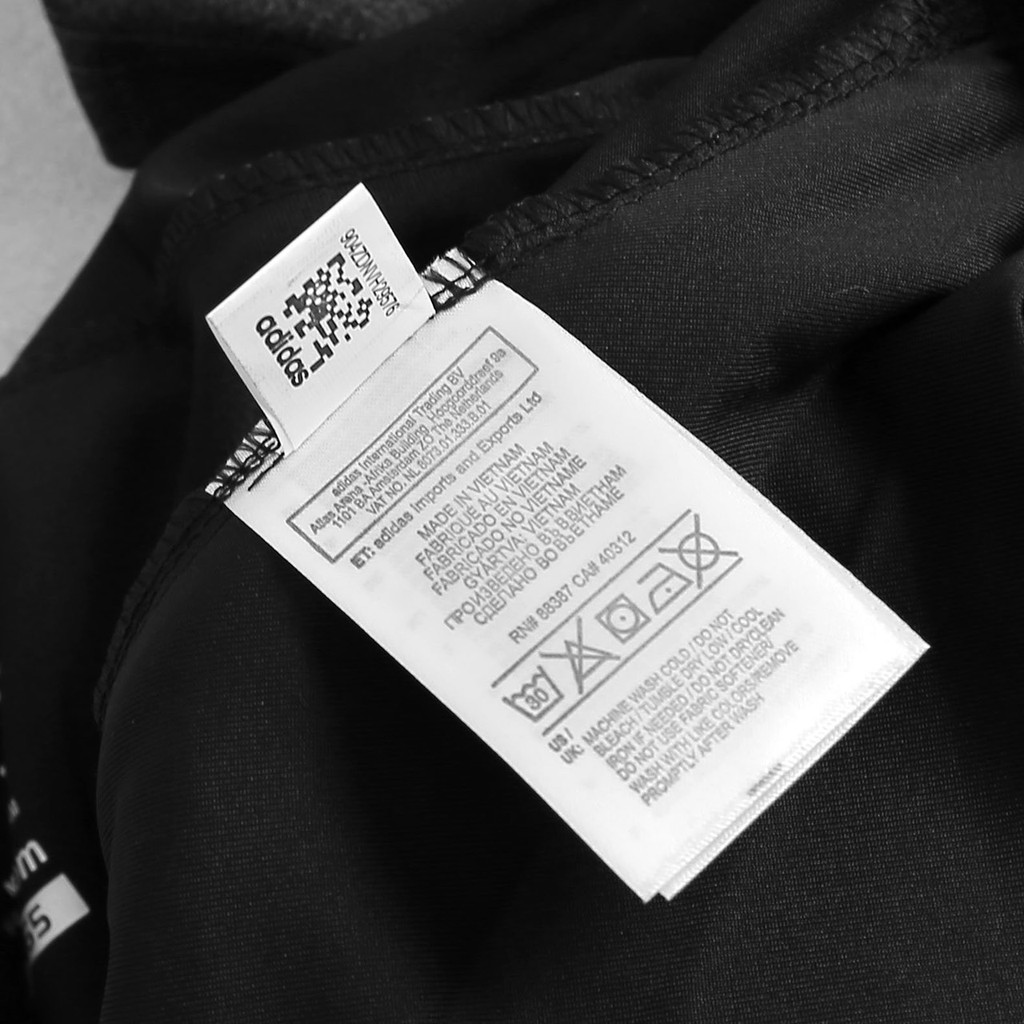 904ZDNVH29576
adidas
adidas International Trading BV
Atlas Arena -Afrika Building, Hoogoorddreef 9a
1101 BA Amsterdam ZO The Netherlands
VAT NO. NL 8073.01.333.B.01
ET: adidas Imports and Exports Ltd
MADE IN VIETNAM
FABRIQUÉ AU VIETNAM
FABRICADO EN VIETNAM
FABRICADO NO VIETNAME
GYÁRTVA: VIETNAM
ПРОИЗВЕДЕНО ВЪВ ВИЕТНАМ
СДЕЛАНО ВО ВЬЕТНАМЕ
RN# 88387 CA# 40312
30
US /
UK: MACHINE WASH COLD / DO NOT
BLEACH / TUMBLE DRY LOW / COOL
IRON IF NEEDED / DO NOT DRYCLEAN
DO NOT USE FABRIC SOFTENER/
WASH WITH LIKE COLORS/REMOVE
PROMPTLY AFTER WASH